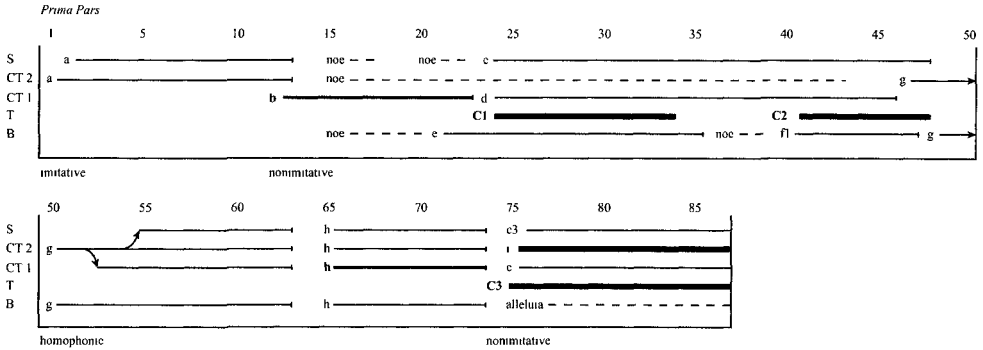 Prima Pars
1 5 10 15 20 25 30 35 40 45 50
S a noe noe c
CT 2 a noe g
CT 1 b d
T C1 C2
B noe e noe f1 g
imitative nonimitative
50 55 60 65 70 75 80 85
S h c3
CT 2 g h i
CT 1 h e
T C3
B g h alleluia
homophonic nonimitative